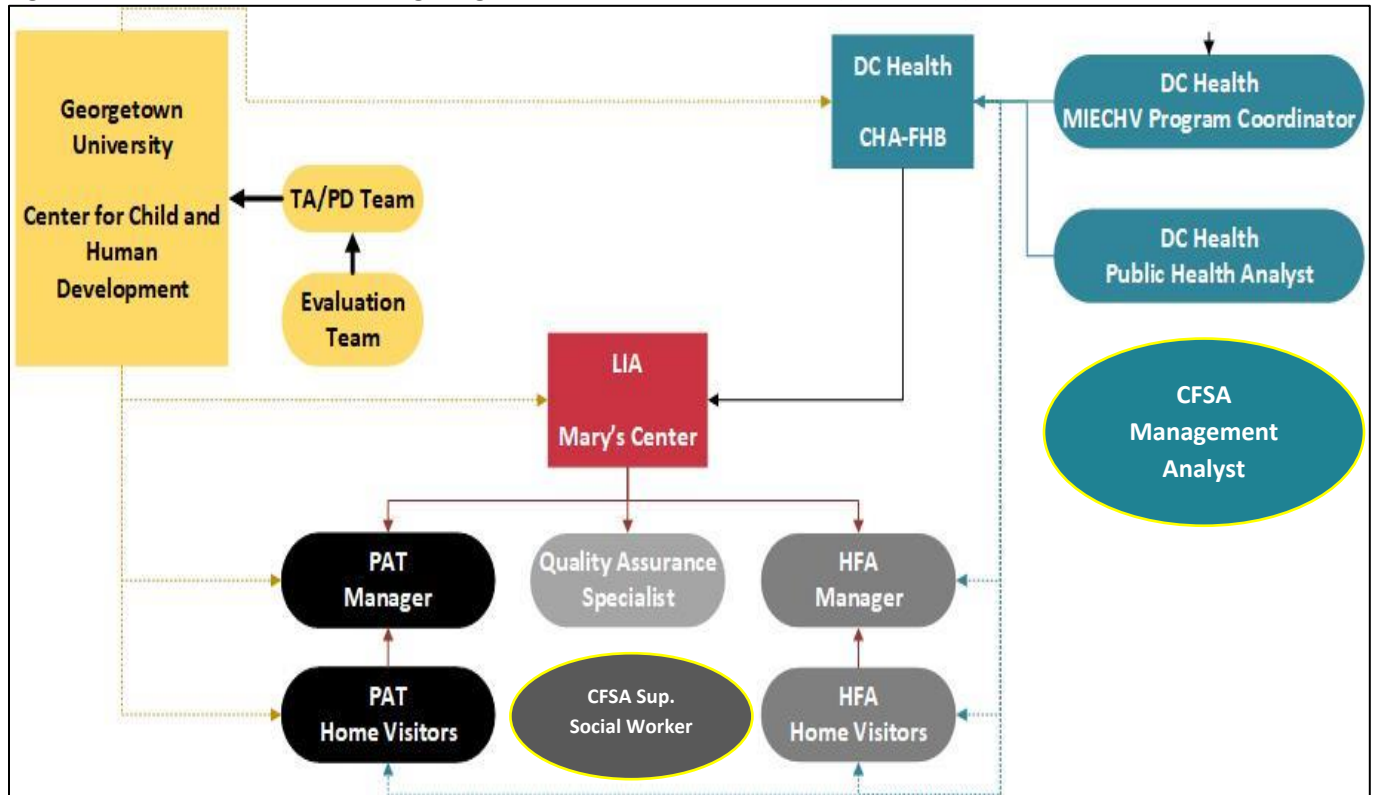 Georgetown
University
Center for Child and
Human
Development
TA/PD Team
Evaluation
Team
DC Health
CHA-FHB
DC Health
MIECHV Program Coordinator
DC Health
Public Health Analyst
CFSA
Management
Analyst
LIA
Mary's Center
PAT
Manager
Quality Assurance
Specialist
HFA
Manager
PAT
Home Visitors
CFSA Sup.
Social Worker
HFA
Home Visitors